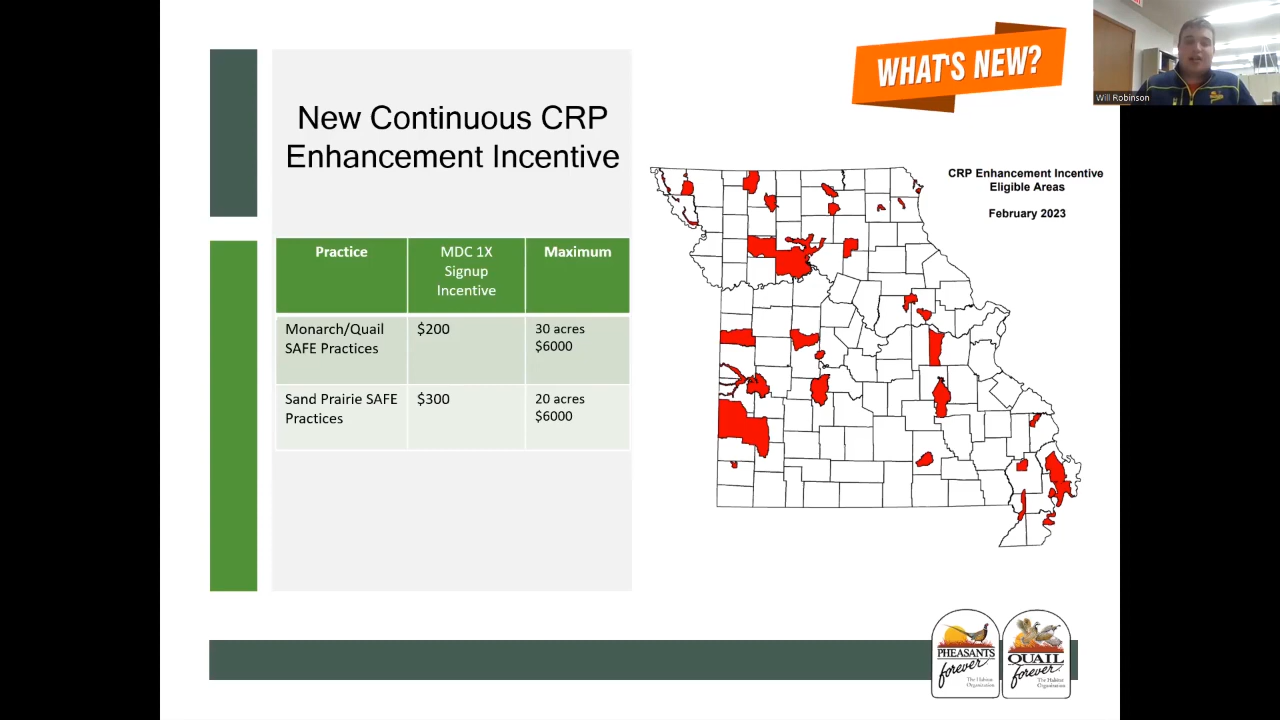 WHAT'S NEW?
Will Robinson
New Continuous CRP
Enhancement Incentive
CRP Enhancement Incentive
Eligible Areas
February 2023
Practice
MDC 1X
Signup
Incentive
Maximum
Monarch/Quail
SAFE Practices
$200
30 acres
$6000
Sand Prairie SAFE
Practices
$300
20 acres
$6000
PHEASANTS
forever
The Habitat
Organization
QUAIL
forever
The Habitat
Organization